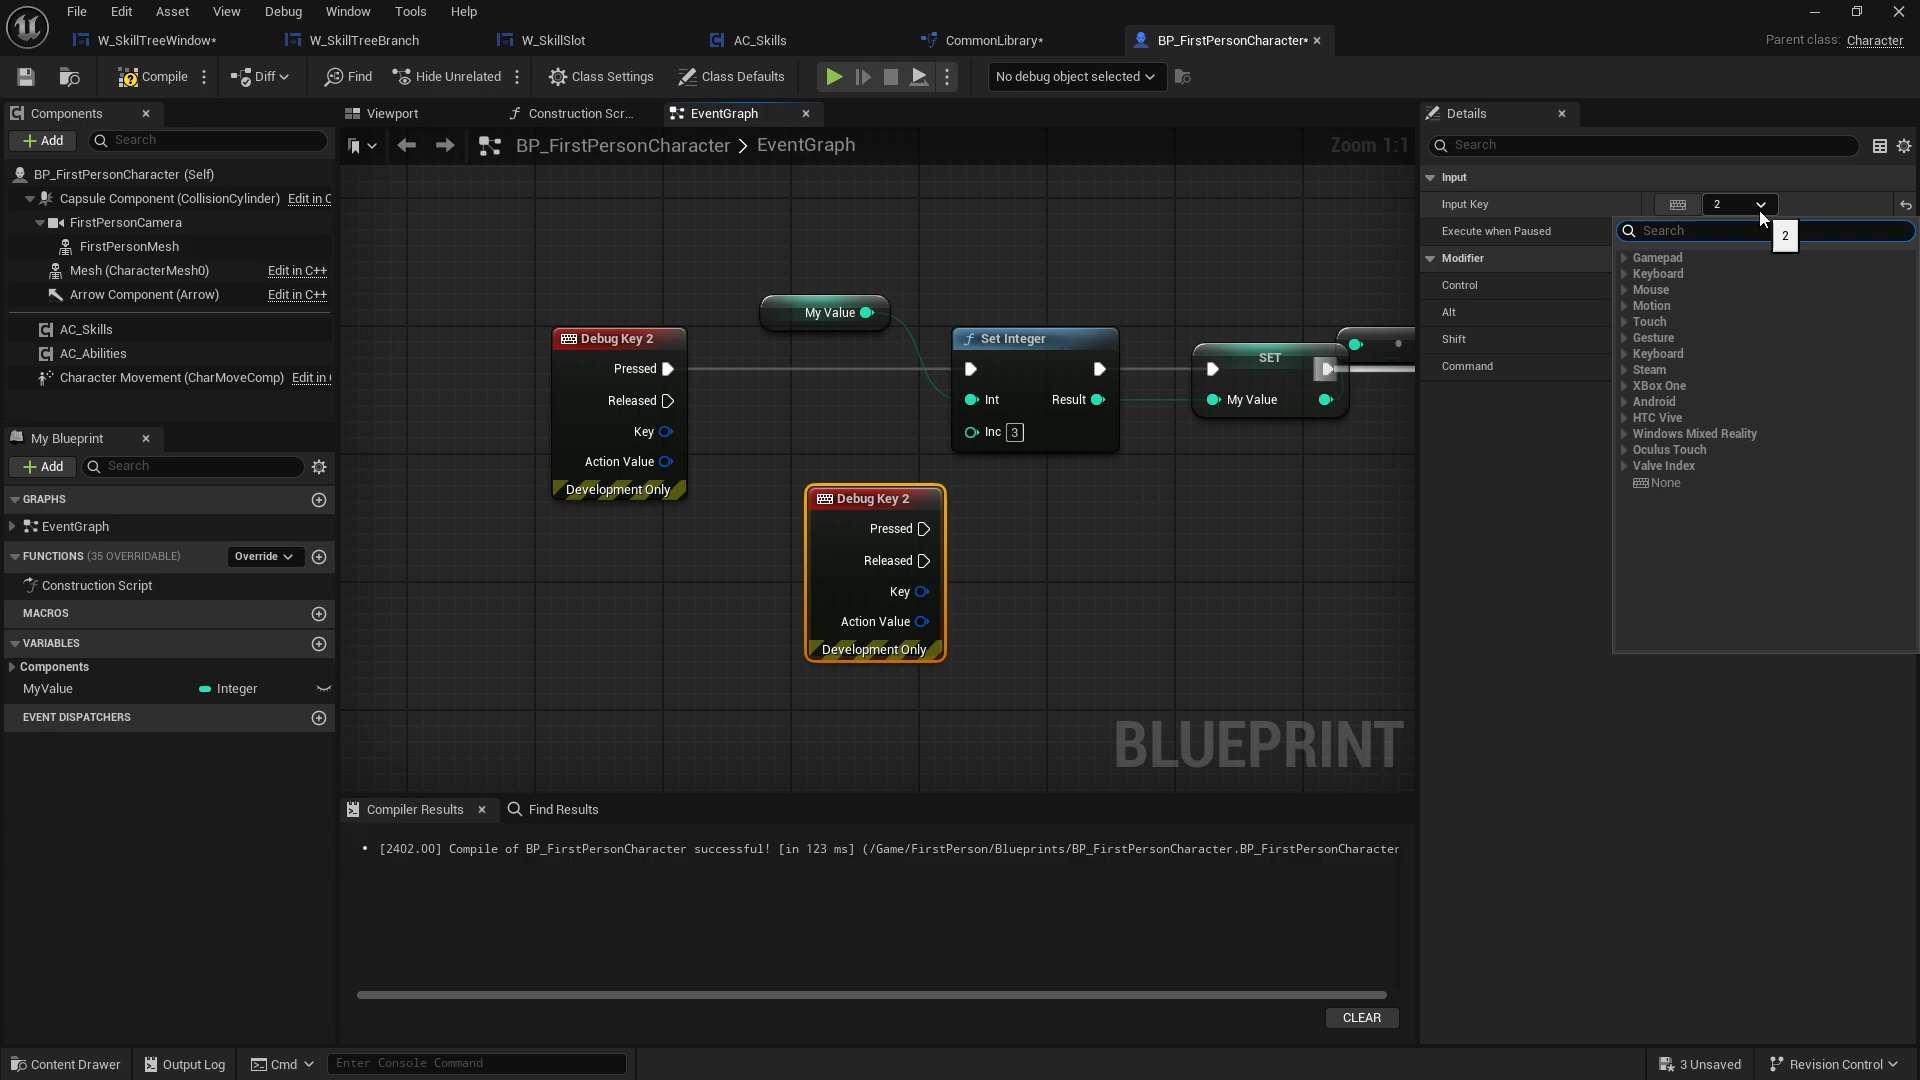 File Edit Asset View Debug Window Tools Help
W_SkillTreeWindow* W_SkillTreeBranch W_SkillSlot AC_Skills CommonLibrary* BP_FirstPersonCharacter* Parent class: Character
Compile Diff Find Hide Unrelated Class Settings Class Defaults No debug object selected
Components
Add Search
BP_FirstPersonCharacter (Self)
Capsule Component (CollisionCylinder) Edit in C
FirstPersonCamera
FirstPersonMesh
Mesh (CharacterMesh0) Edit in C++
Arrow Component (Arrow) Edit in C++
AC_Skills
AC_Abilities
Character Movement (CharMoveComp) Edit in
My Blueprint
Add Search
GRAPHS
EventGraph
FUNCTIONS (35 OVERRIDABLE) Override
Construction Script
MACROS
VARIABLES
Components
MyValue Integer
EVENT DISPATCHERS
Viewport Construction Scr... EventGraph
BP_FirstPersonCharacter > EventGraph Zoom 1:1
My Value
Debug Key 2
Pressed
Released
Key
Action Value
Development Only
Set Integer
Int Result
Inc 3
SET
My Value
Debug Key 2
Pressed
Released
Key
Action Value
Development Only
BLUEPRINT
Compiler Results Find Results
• [2402.00] Compile of BP_FirstPersonCharacter successful! [in 123 ms] (/Game/FirstPerson/Blueprints/BP_FirstPersonCharacter.BP_FirstPersonCharacter
CLEAR
Details
Search
Input
Input Key 2
Execute when Paused
Modifier
Control
Alt
Shift
Command
Search
2
Gamepad
Keyboard
Mouse
Motion
Touch
Gesture
Keyboard
Steam
XBox One
Android
HTC Vive
Windows Mixed Reality
Oculus Touch
Valve Index
None
Content Drawer Output Log Cmd Enter Console Command 3 Unsaved Revision Control